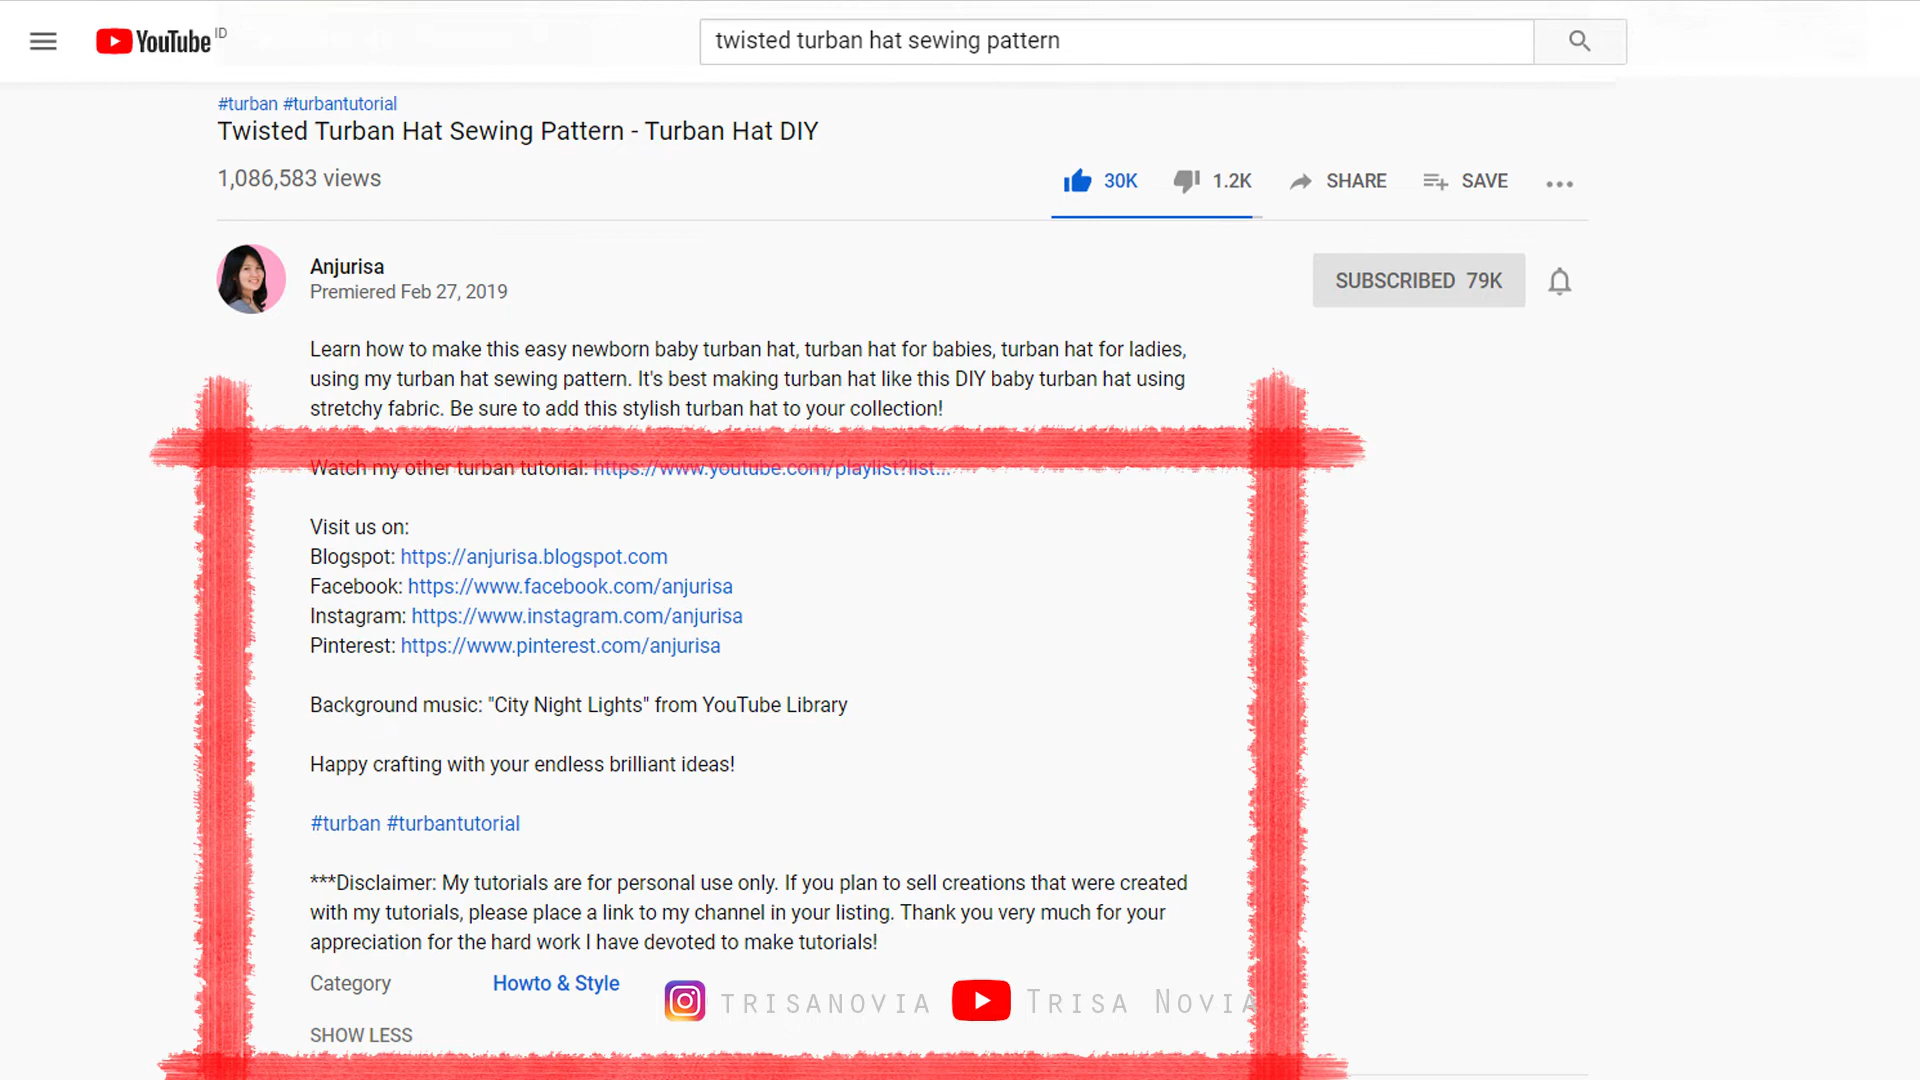 YouTube ID
twisted turban hat sewing pattern
#turban #turbantutorial
Twisted Turban Hat Sewing Pattern - Turban Hat DIY
1,086,583 views
30K 1.2K SHARE SAVE
Anjurisa
Premiered Feb 27, 2019
SUBSCRIBED 79K
Learn how to make this easy newborn baby turban hat, turban hat for babies, turban hat for ladies,
using my turban hat sewing pattern. It's best making turban hat like this DIY baby turban hat using
stretchy fabric. Be sure to add this stylish turban hat to your collection!
Watch my other turban tutorial: https://www.youtube.com/playlist?list...
Visit us on:
Blogspot: https://anjurisa.blogspot.com
Facebook: https://www.facebook.com/anjurisa
Instagram: https://www.instagram.com/anjurisa
Pinterest: https://www.pinterest.com/anjurisa
Background music: "City Night Lights" from YouTube Library
Happy crafting with your endless brilliant ideas!
#turban #turbantutorial
***Disclaimer: My tutorials are for personal use only. If you plan to sell creations that were created
with my tutorials, please place a link to my channel in your listing. Thank you very much for your
appreciation for the hard work I have devoted to make tutorials!
Category Howto & Style
TRISANOVIA TRISA NOVIA
SHOW LESS